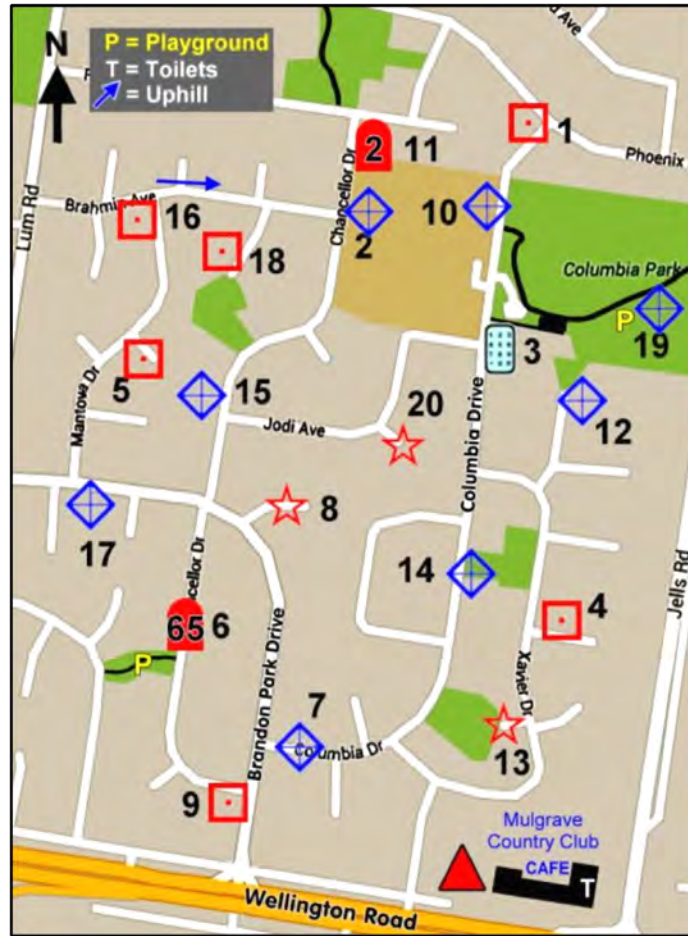 N
P = Playground
T = Toilets
= Uphill
1
2
11
Phoenix
Chancellor Dr
Brahmin Ave
Lum Rd
16
2
10
18
Columbia Park
P
19
3
5
Mantova Dr
15
20
12
Jodi Ave
Columbia Drive
8
17
14
ncellor Dr
Jells Rd
65 6
4
P
Brandon Park Drive
Xavier Dr
7
Columbia Dr
13
9
Mulgrave
Country Club
CAFE
T
Wellington Road